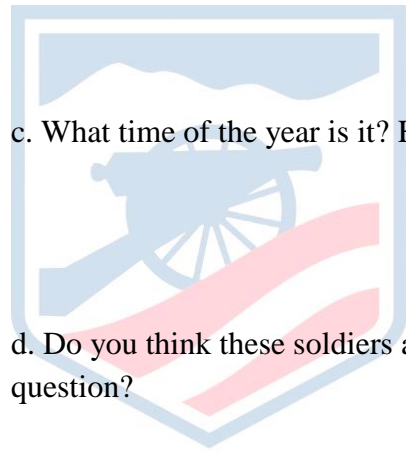 c. What time of the year is it?
d. Do you think these soldiers
question?